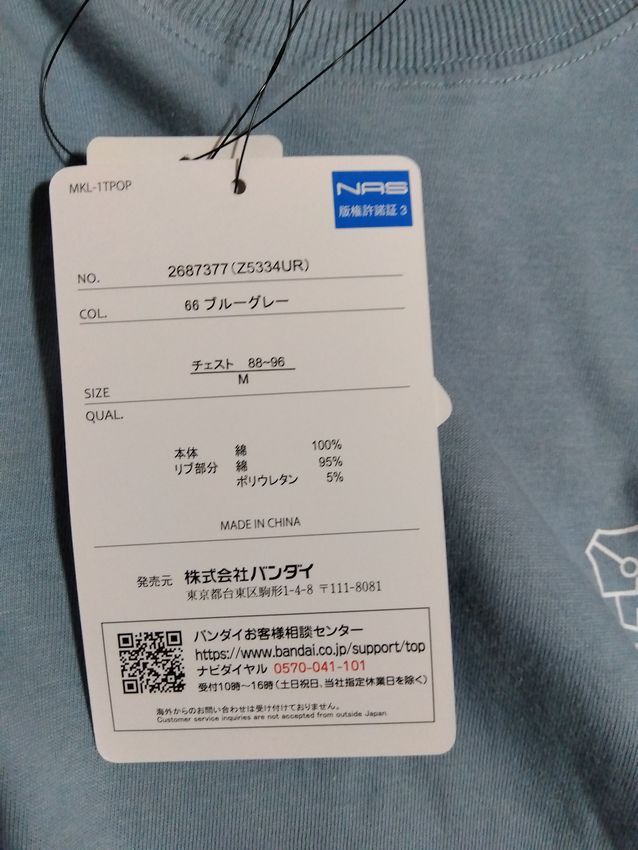 MKL-1TPOP
NAS
版権許諾証3
NO. 2687377(Z5334UR)
COL. 66 ブルーグレー
チェスト 88~96
SIZE M
QUAL.
本体 綿 100%
リブ部分 綿 95%
ポリウレタン 5%
MADE IN CHINA
発売元 株式会社バンダイ
東京都台東区駒形1-4-8 〒111-8081
バンダイお客様相談センター
https://www.bandai.co.jp/support/top
ナビダイヤル 0570-041-101
受付10時~16時(土日祝日、当社指定休業日を除く)
海外からのお問い合わせは受け付けておりません。
Customer service inquiries are not accepted from outside Japan.